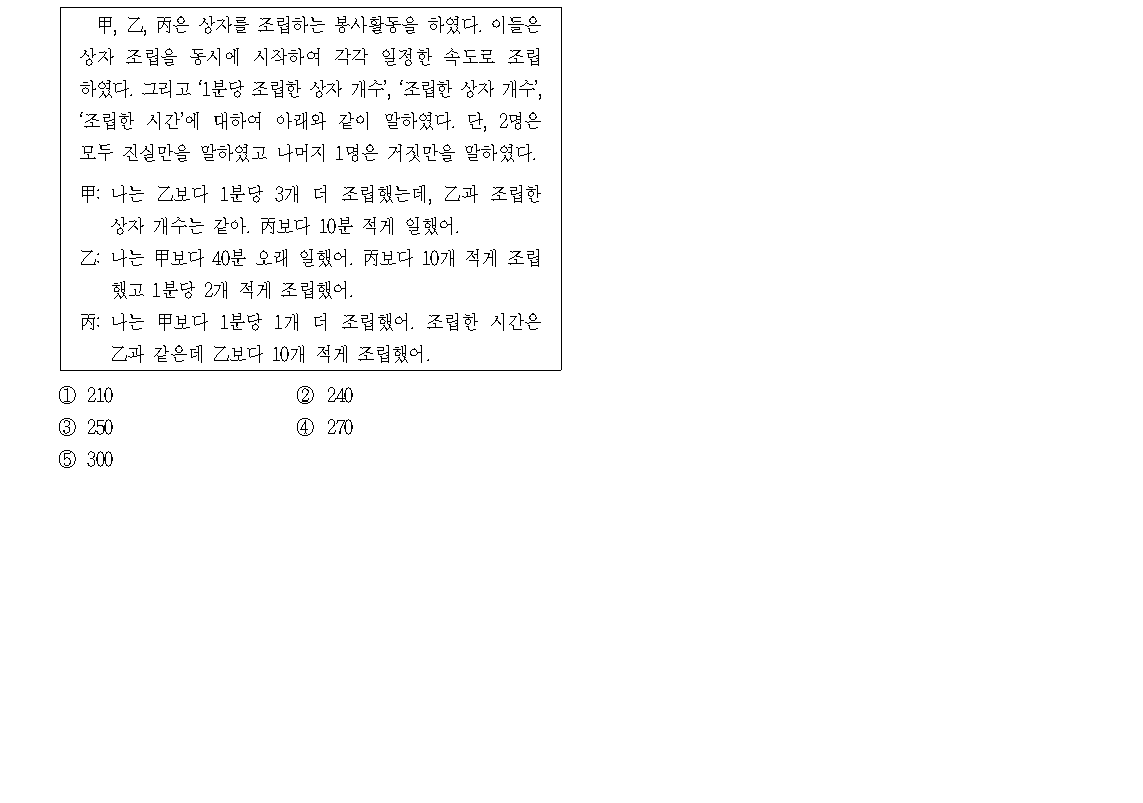 甲, 乙, 丙은 상자를 조립하는 봉사활동을 하였다. 이들은
상자 조립을 동시에 시작하여 각각 일정한 속도로 조립
하였다. 그리고 ‘1분당 조립한 상자 개수’, ‘조립한 상자 개수’,
‘조립한 시간’에 대하여 아래와 같이 말하였다. 단, 2명은
모두 진실만을 말하였고 나머지 1명은 거짓만을 말하였다.
甲: 나는 乙보다 1분당 3개 더 조립했는데, 乙과 조립한
상자 개수는 같아. 丙보다 10분 적게 일했어.
乙: 나는 甲보다 40분 오래 일했어. 丙보다 10개 적게 조립
했고 1분당 2개 적게 조립했어.
丙: 나는 甲보다 1분당 1개 더 조립했어. 조립한 시간은
乙과 같은데 乙보다 10개 적게 조립했어.
① 210 ② 240
③ 250 ④ 270
⑤ 300